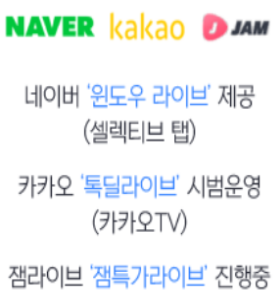 NAVER kakao JAM
네이버 '윈도우 라이브' 제공
(셀렉티브 탭)
카카오 '톡딜라이브' 시범운영
(카카오TV)
잼라이브 '잼특가라이브' 진행중